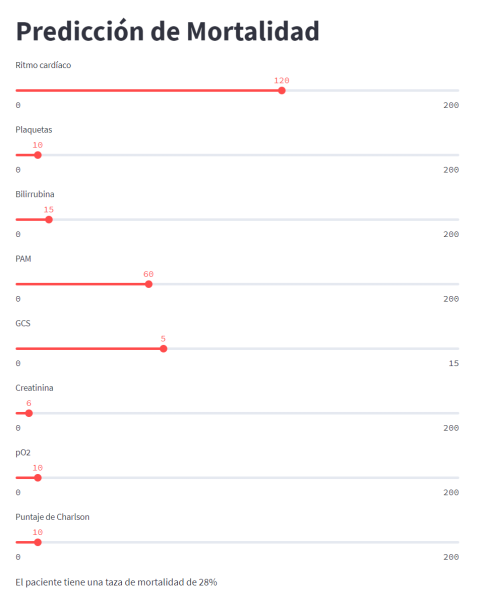 Predicción de Mortalidad
Ritmo cardíaco
120
0 200
Plaquetas
10
0 200
Bilirrubina
15
0 200
PAM
60
0 200
GCS
5
0 15
Creatinina
6
0 200
pO2
10
0 200
Puntaje de Charlson
10
0 200
El paciente tiene una taza de mortalidad de 28%